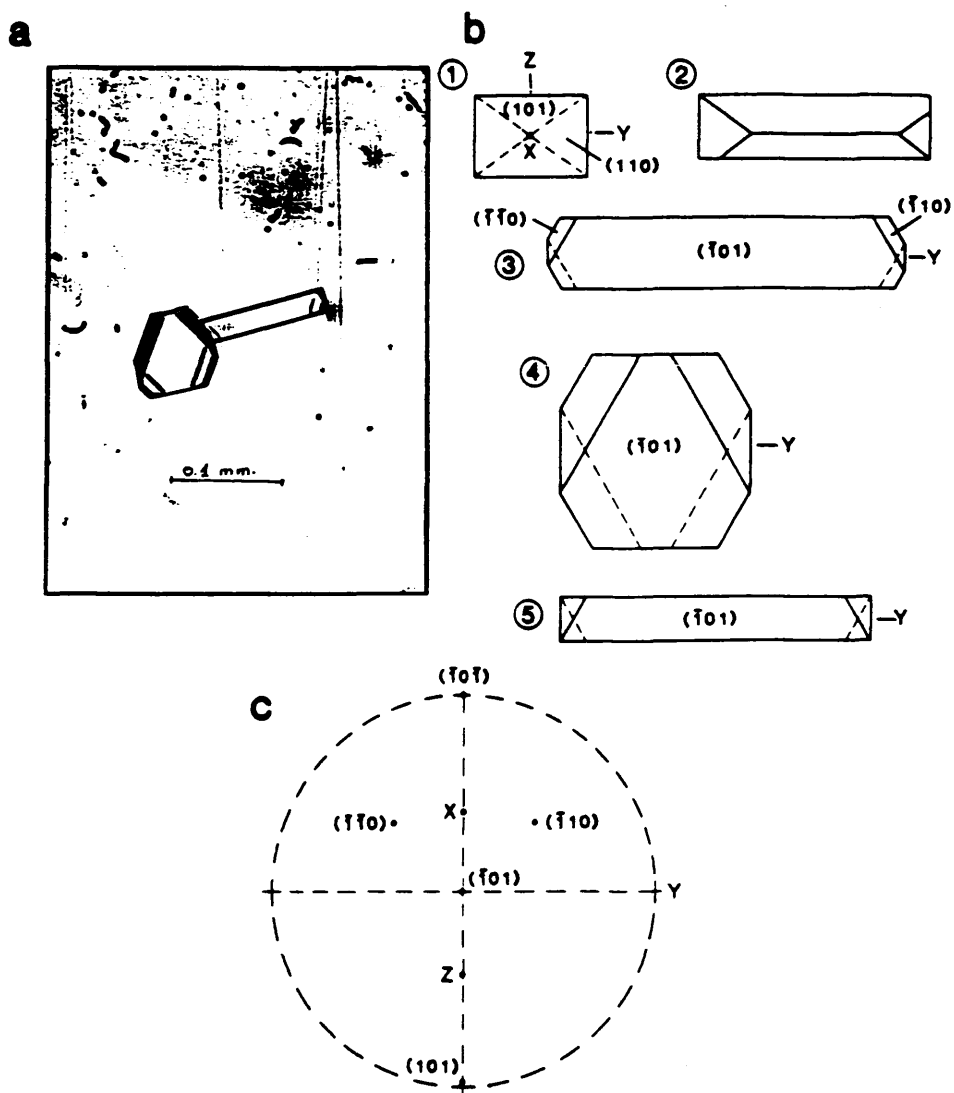 a
b
① Z
(101)
Y
X
(110)
②
(1̄1̄0)
(1̄10)
③ (1̄01) Y
④
(1̄01) Y
⑤ (1̄01) Y
0.1 mm.
c
(1̄01̄)
X
(1̄1̄0) (1̄10)
(1̄01)
Y
Z
(101)